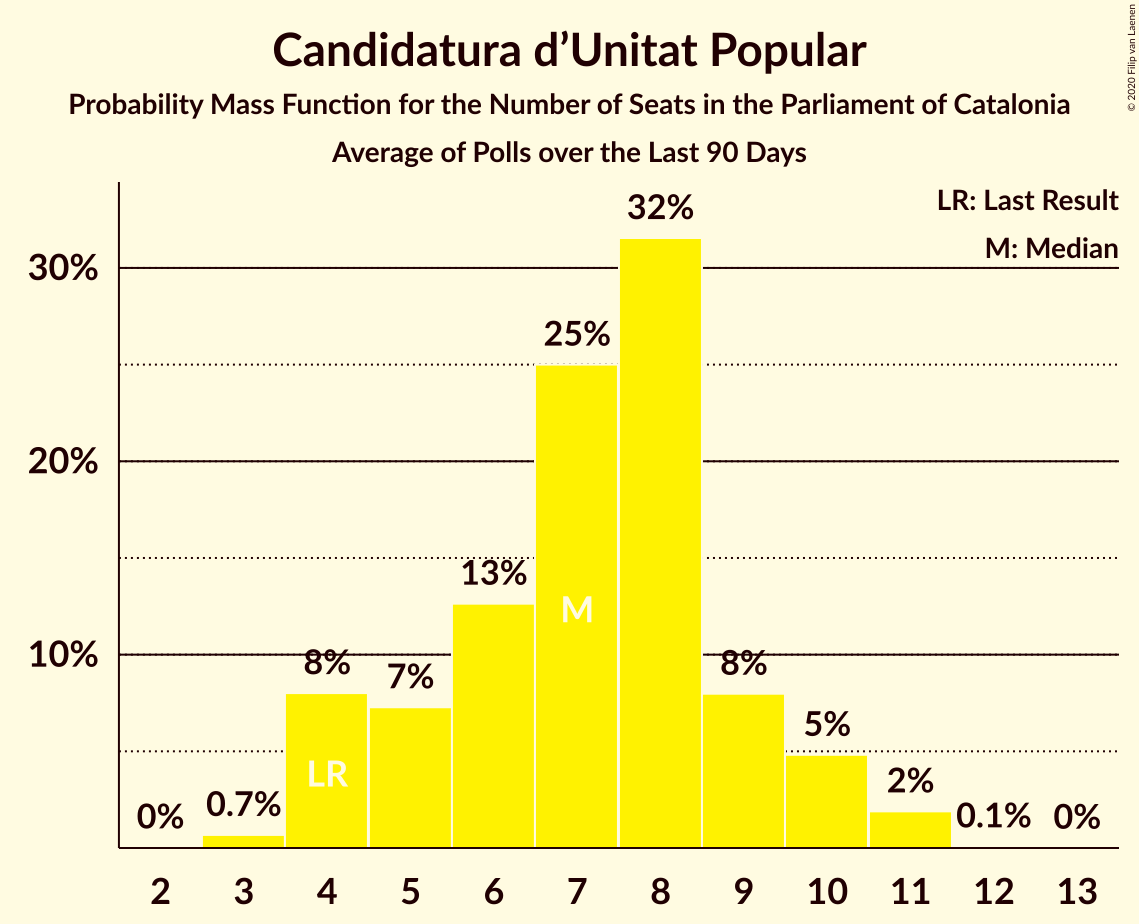 Candidatura d’Unitat Popular
Probability Mass Function for the Number of Seats in the Parliament of Catalonia
Average of Polls over the Last 90 Days
© 2020 Filip van Laenen
LR: Last Result
M: Median
30%
20%
10%
0%
0.7%
8%
7%
13%
25%
32%
8%
5%
2%
0.1%
0%
LR
M
2 3 4 5 6 7 8 9 10 11 12 13